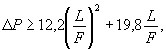 ΔP ≥ 12,2(L/F)² + 19,8 L/F,